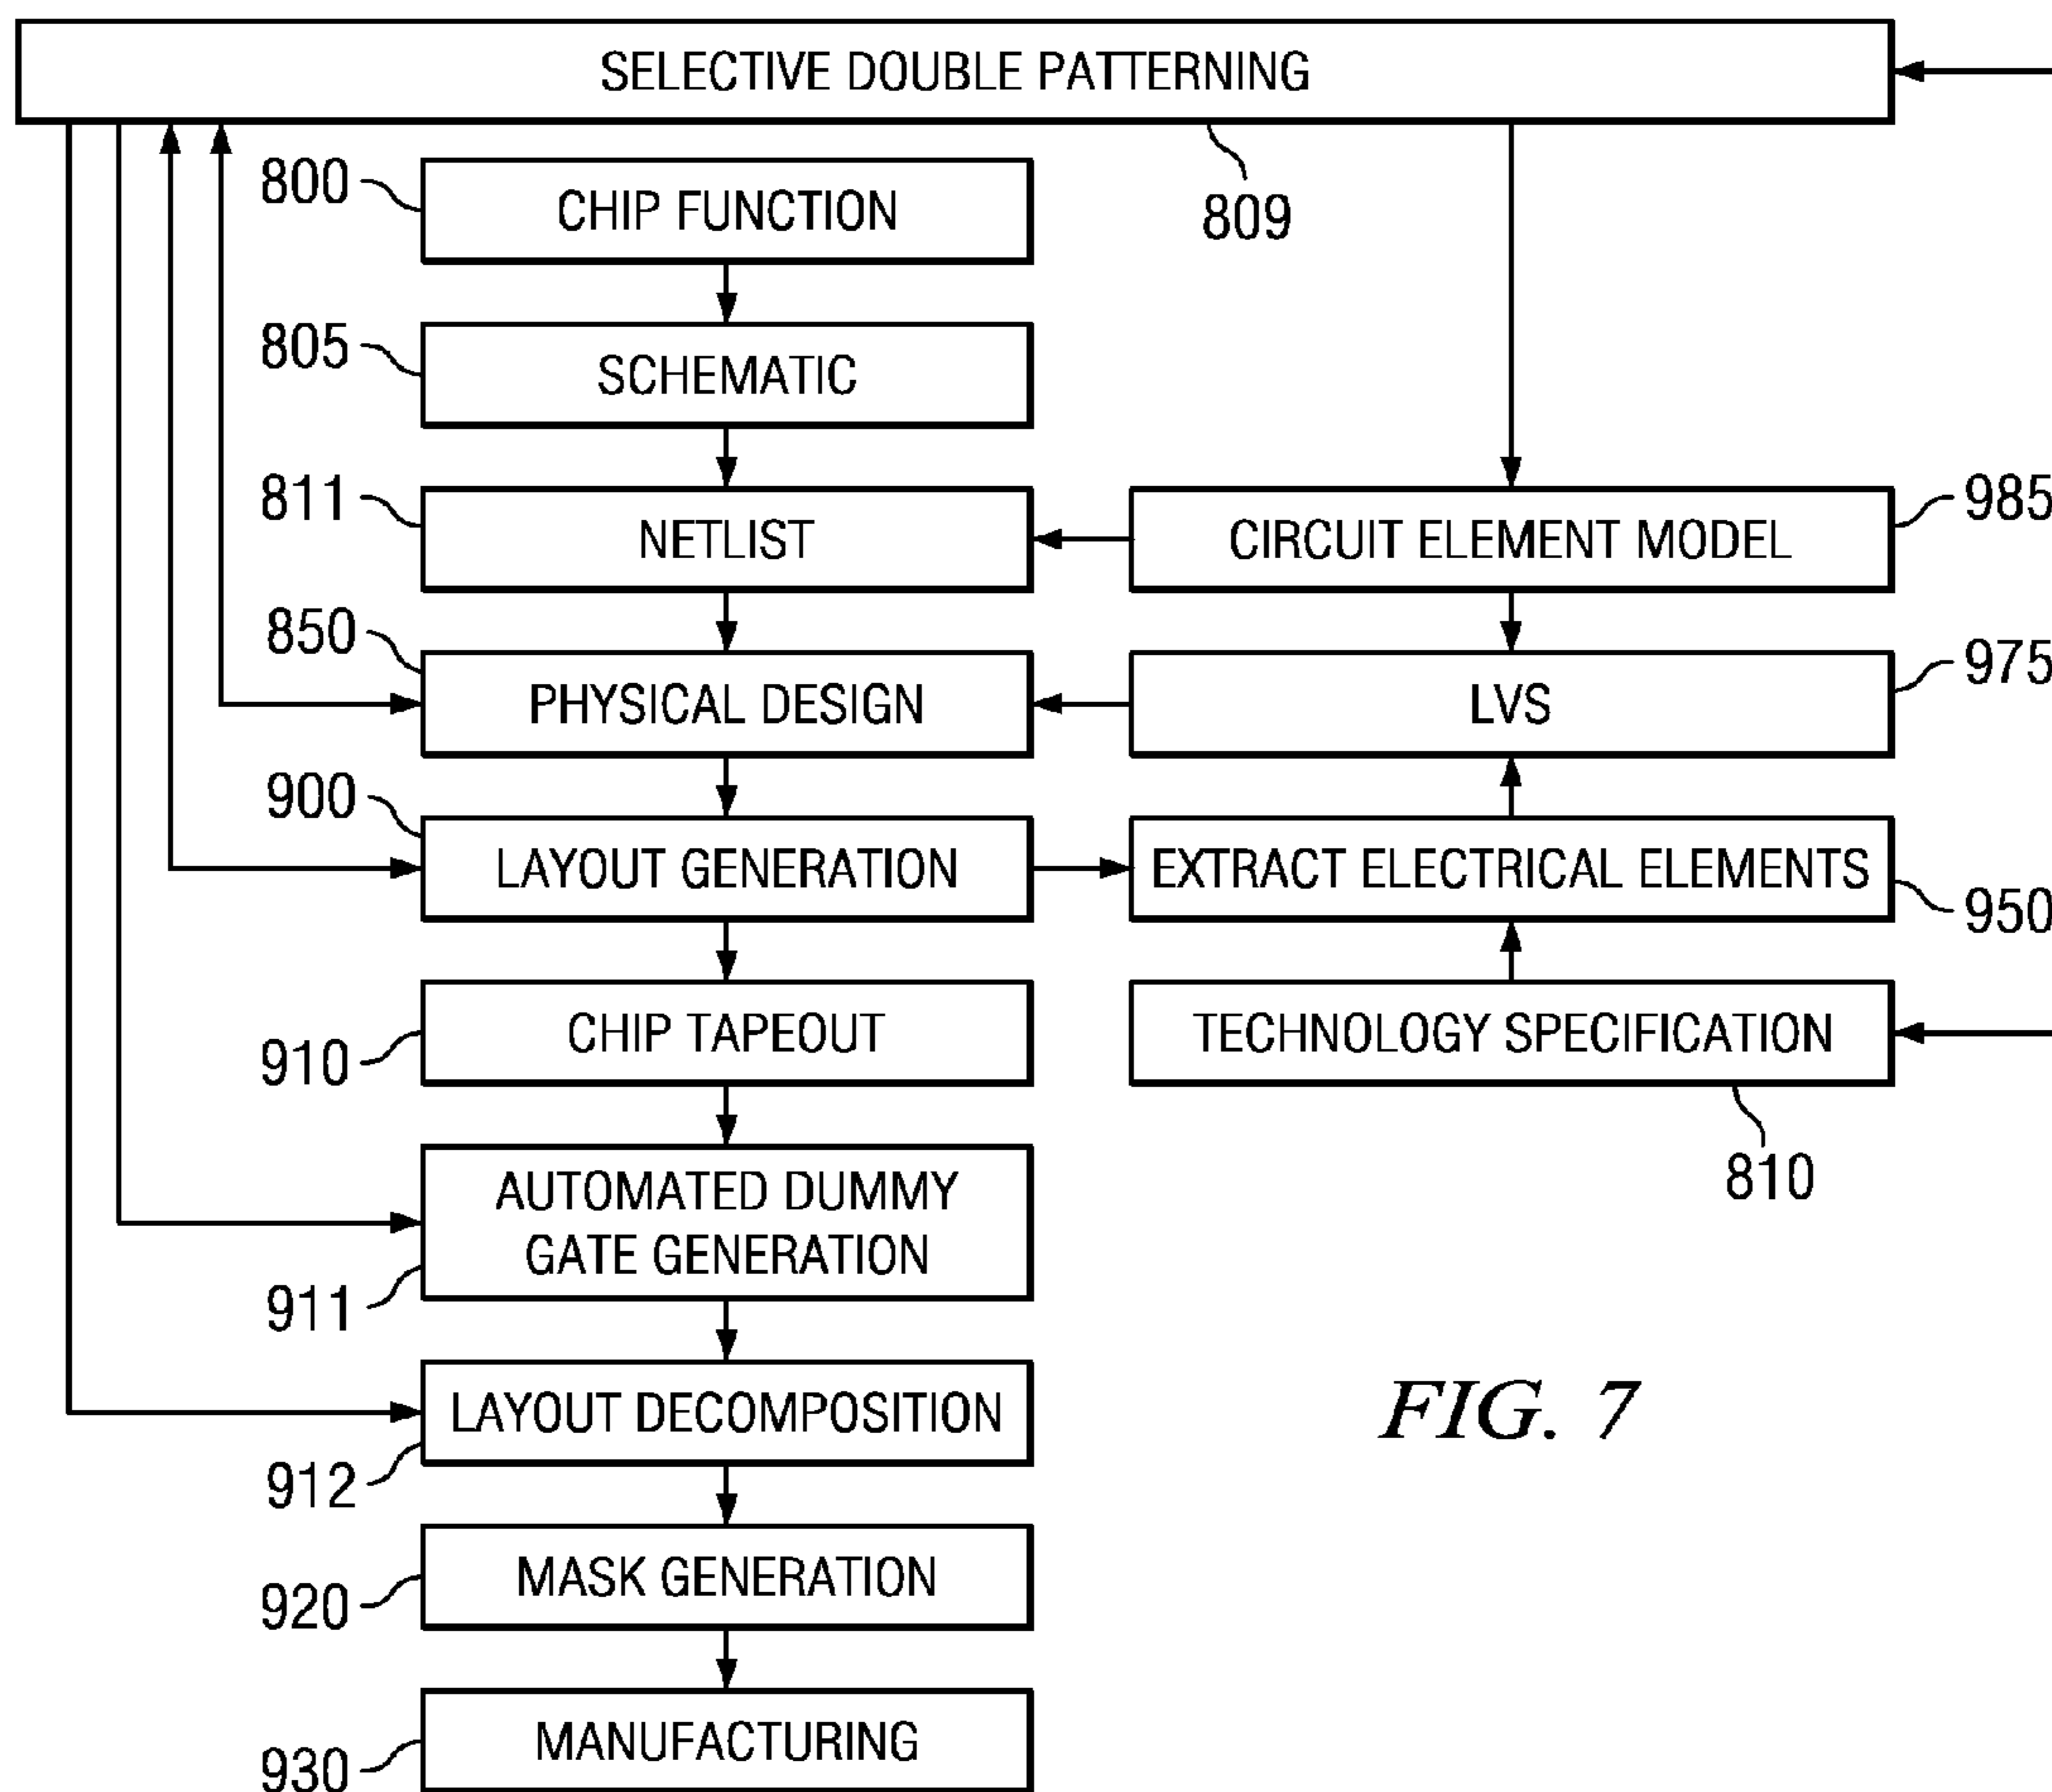 SELECTIVE DOUBLE PATTERNING
800
CHIP FUNCTION
809
805
SCHEMATIC
811
NETLIST
CIRCUIT ELEMENT MODEL
985
850
PHYSICAL DESIGN
LVS
975
900
LAYOUT GENERATION
EXTRACT ELECTRICAL ELEMENTS
950
910
CHIP TAPEOUT
TECHNOLOGY SPECIFICATION
810
AUTOMATED DUMMY
GATE GENERATION
911
LAYOUT DECOMPOSITION
912
FIG. 7
MASK GENERATION
920
MANUFACTURING
930